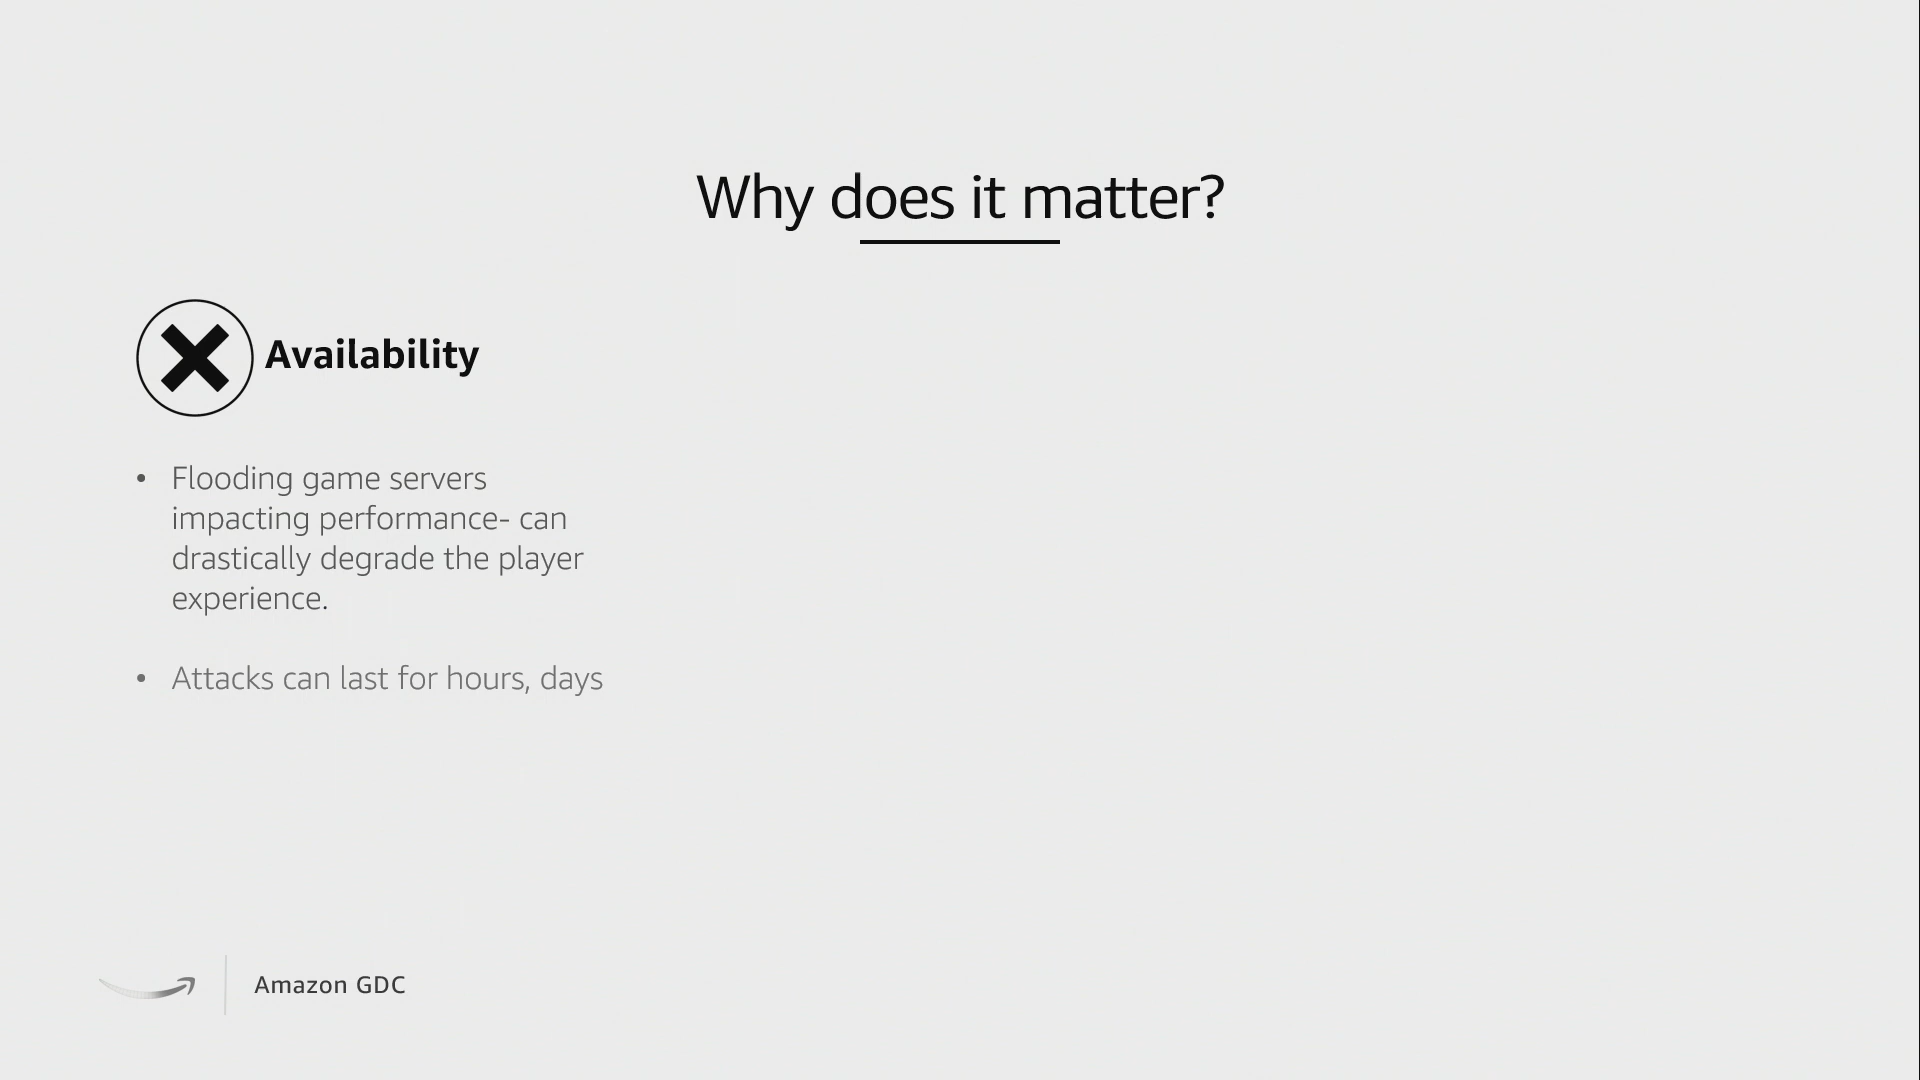 Why does it matter?
Availability
• Flooding game servers
impacting performance- can
drastically degrade the player
experience.
• Attacks can last for hours, days
Amazon GDC